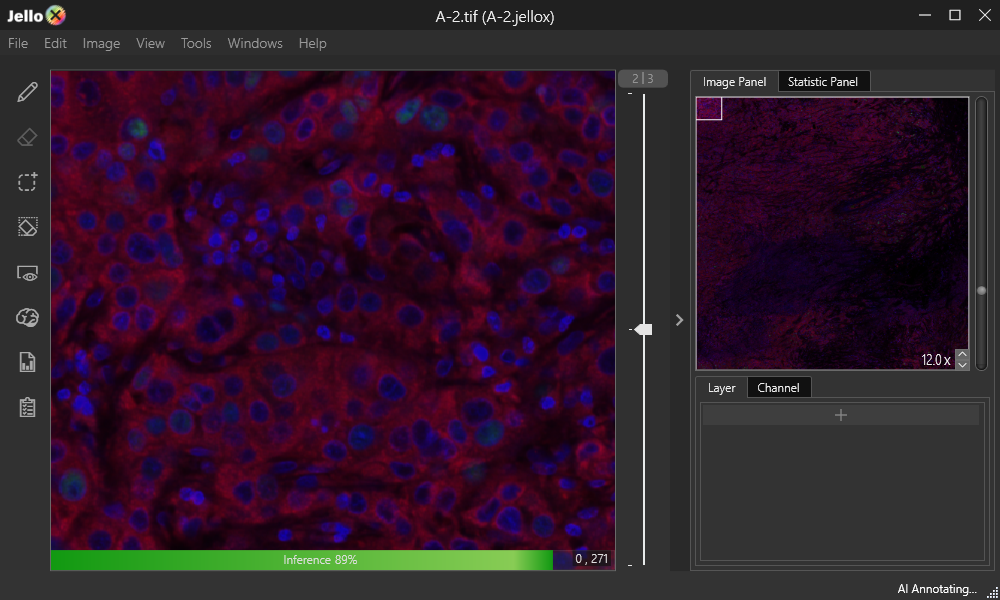 Jello X
A-2.tif (A-2.jellox)
File Edit Image View Tools Windows Help
2 | 3
Image Panel Statistic Panel
12.0 x
Layer Channel
+
Inference 89%
0 , 271
AI Annotating...